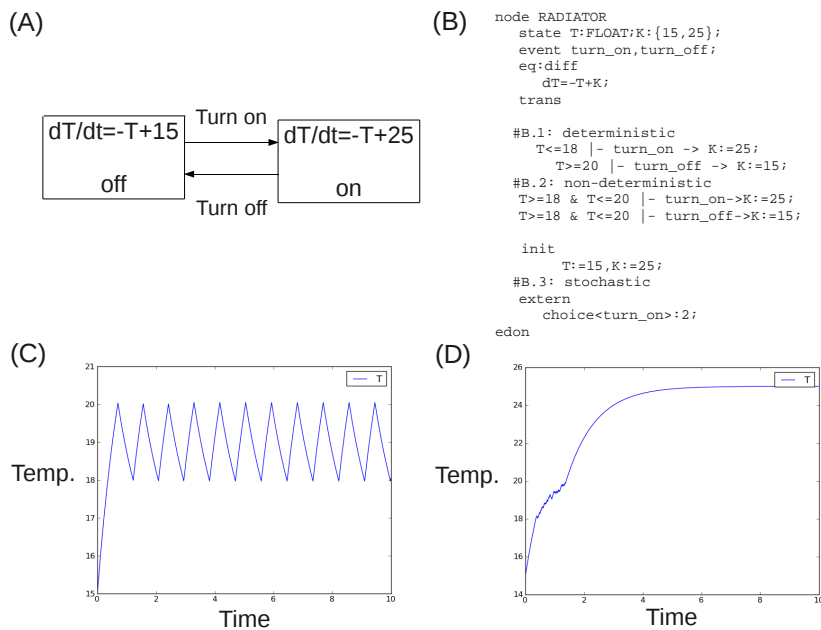 (A)
dT/dt=-T+15
off
Turn on
Turn off
dT/dt=-T+25
on
(B)
node RADIATOR
state T:FLOAT;K:{15,25};
event turn_on,turn_off;
eq:diff
dT=-T+K;
trans
#B.1: deterministic
T<=18 |- turn_on -> K:=25;
T>=20 |- turn_off -> K:=15;
#B.2: non-deterministic
T>=18 & T<=20 |- turn_on->K:=25;
T>=18 & T<=20 |- turn_off->K:=15;
init
T:=15,K:=25;
#B.3: stochastic
extern
choice<turn_on>:2;
edon
(C)
21
20
19
18
17
16
15
0 2 4 6 8 10
T
Temp.
Time
(D)
26
24
22
20
18
16
14
0 2 4 6 8 10
T
Temp.
Time